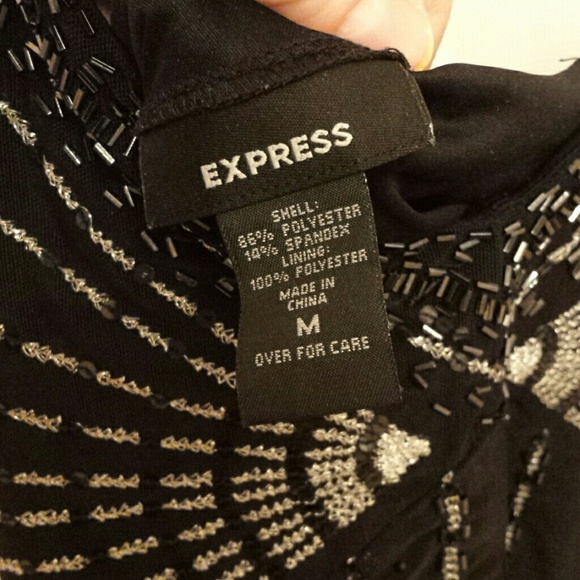 EXPRESS
SHELL:
86% POLYESTER
14% SPANDEX
LINING:
100% POLYESTER
MADE IN
CHINA
M
OVER FOR CARE